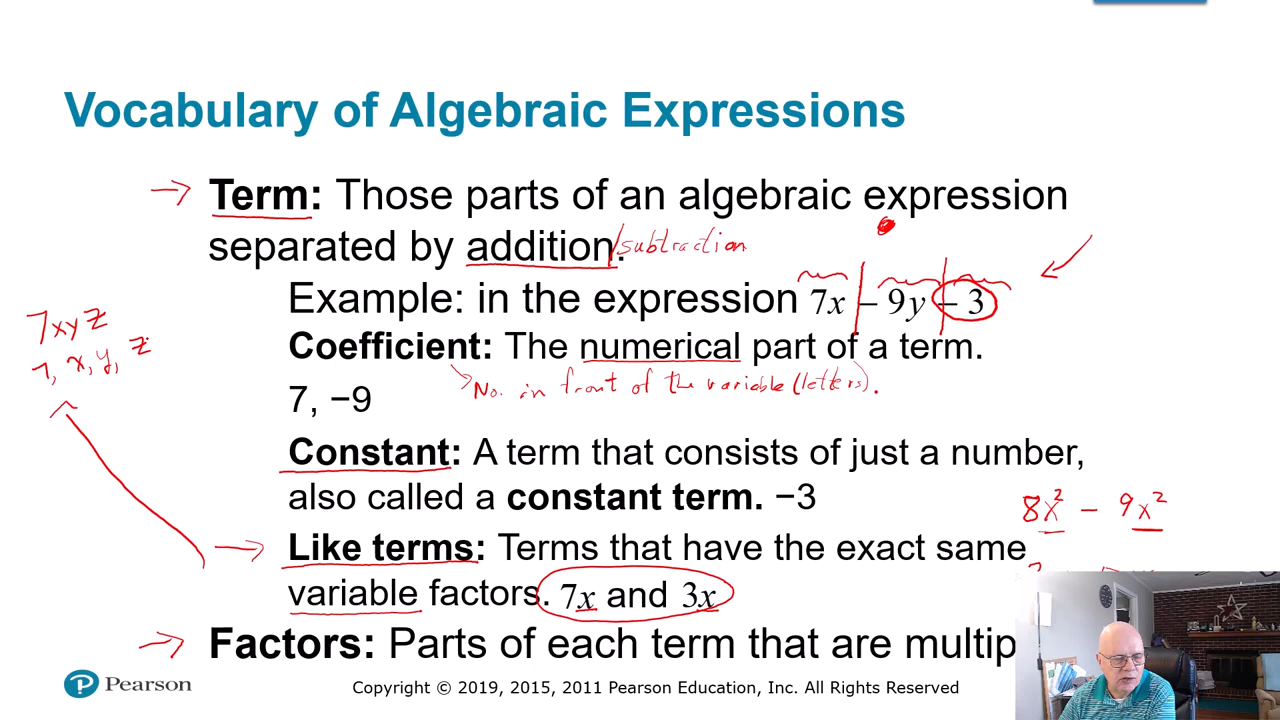 Vocabulary of Algebraic Expressions
→ Term: Those parts of an algebraic expression
separated by addition/subtraction.
Example: in the expression 7x − 9y − 3
7xyz
7, x, y, z
Coefficient: The numerical part of a term.
No. in front of the variable (letters).
7, −9
Constant: A term that consists of just a number,
also called a constant term. −3
8x² − 9x²
→ Like terms: Terms that have the exact same
variable factors. 7x and 3x
→ Factors: Parts of each term that are multip
Pearson
Copyright © 2019, 2015, 2011 Pearson Education, Inc. All Rights Reserved